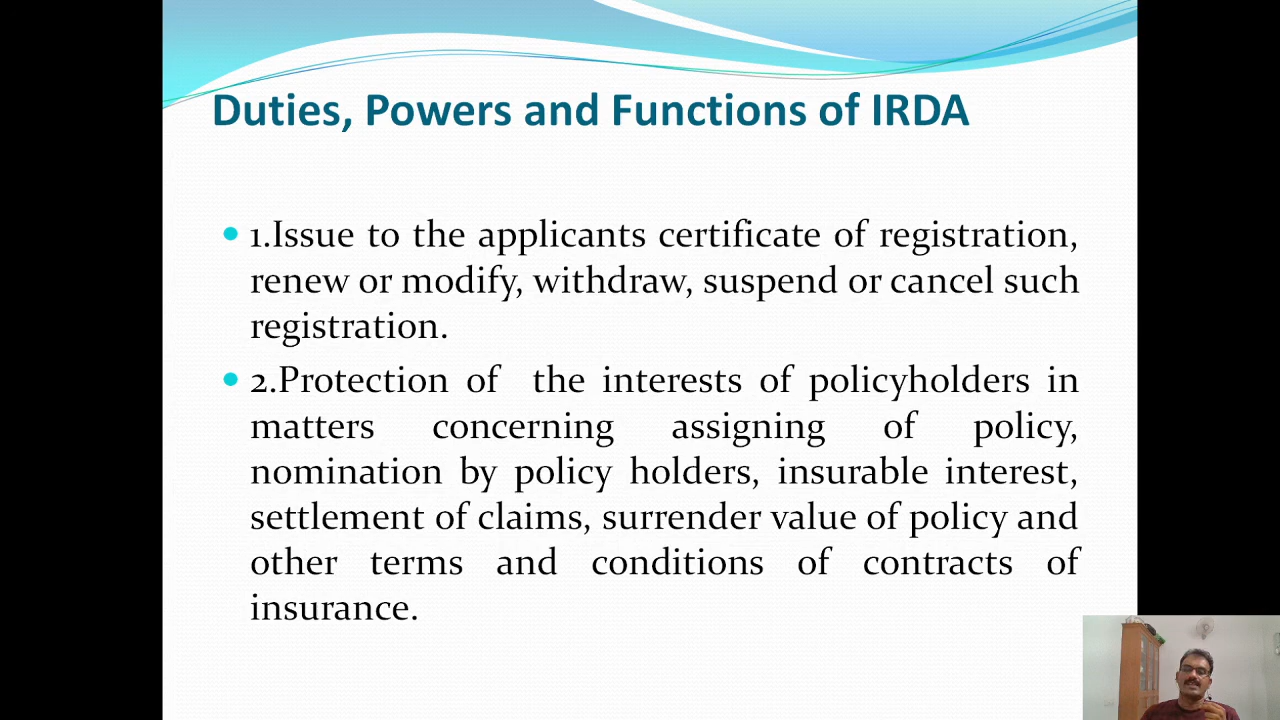 Duties, Powers and Functions of IRDA
1.Issue to the applicants certificate of registration,
renew or modify, withdraw, suspend or cancel such
registration.
2.Protection of the interests of policyholders in
matters concerning assigning of policy,
nomination by policy holders, insurable interest,
settlement of claims, surrender value of policy and
other terms and conditions of contracts of
insurance.